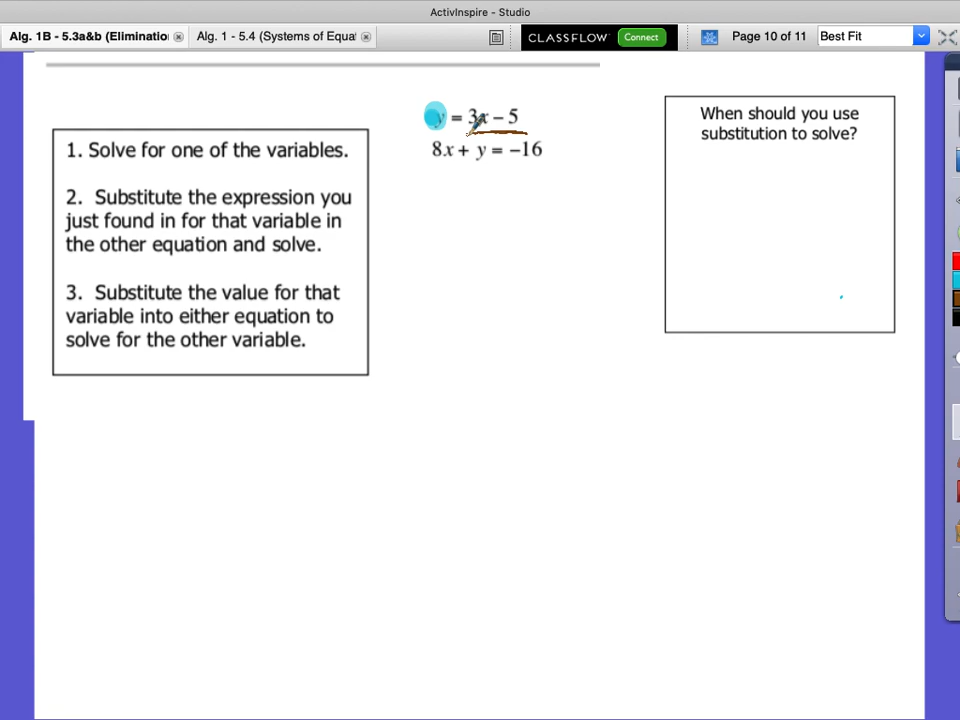 ActivInspire - Studio
Alg. 1B - 5.3a&b (Eliminatio
Alg. 1 - 5.4 (Systems of Equat
CLASSFLOW
Connect
Page 10 of 11
Best Fit
y = 3x – 5
8x + y = –16
1. Solve for one of the variables.
2. Substitute the expression you
just found in for that variable in
the other equation and solve.
3. Substitute the value for that
variable into either equation to
solve for the other variable.
When should you use
substitution to solve?